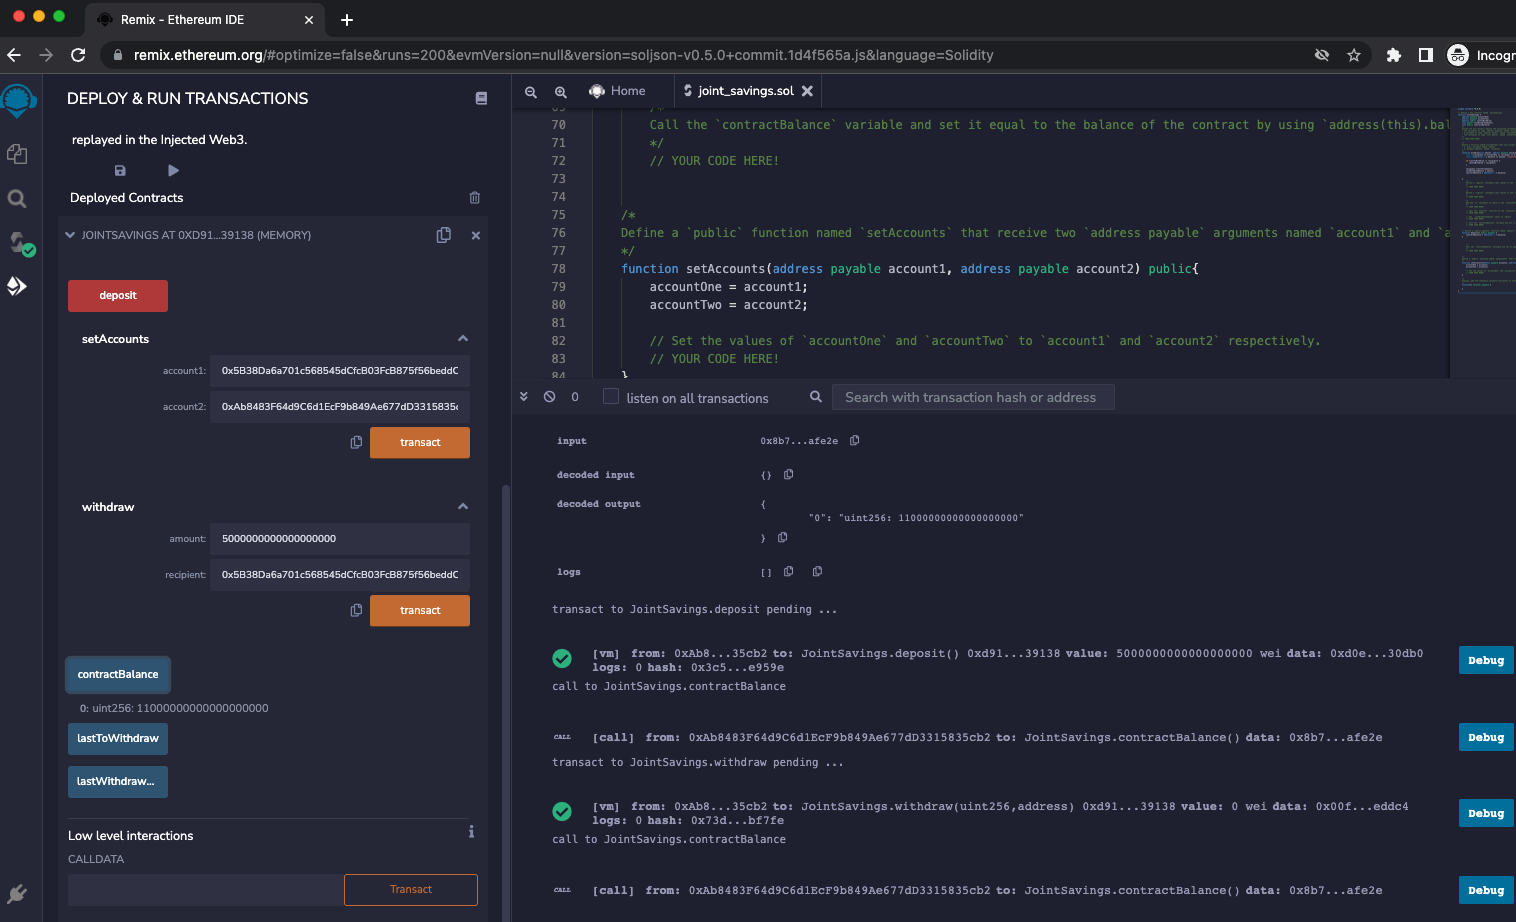 Remix - Ethereum IDE
remix.ethereum.org/#optimize=false&runs=200&evmVersion=null&version=soljson-v0.5.0+commit.1d4f565a.js&language=Solidity
Incogn
DEPLOY & RUN TRANSACTIONS
replayed in the Injected Web3.
Deployed Contracts
JOINTSAVINGS AT 0XD91...39138 (MEMORY)
deposit
setAccounts
account1: 0x5B38Da6a701c568545dCfcB03FcB875f56beddC
account2: 0xAb8483F64d9C6d1EcF9b849Ae677dD3315835c
transact
withdraw
amount: 5000000000000000000
recipient: 0x5B38Da6a701c568545dCfcB03FcB875f56beddC
transact
contractBalance
0: uint256: 11000000000000000000
lastToWithdraw
lastWithdraw...
Low level interactions
CALLDATA
Transact
Home
joint_savings.sol
69 /*
70 Call the `contractBalance` variable and set it equal to the balance of the contract by using `address(this).bal
71 */
72 // YOUR CODE HERE!
73
74
75 /*
76 Define a `public` function named `setAccounts` that receive two `address payable` arguments named `account1` and `a
77 */
78 function setAccounts(address payable account1, address payable account2) public{
79 accountOne = account1;
80 accountTwo = account2;
81
82 // Set the values of `accountOne` and `accountTwo` to `account1` and `account2` respectively.
83 // YOUR CODE HERE!
84 }
0
listen on all transactions
Search with transaction hash or address
input 0x8b7...afe2e
decoded input {}
decoded output {
"0": "uint256: 11000000000000000000"
}
logs []
transact to JointSavings.deposit pending ...
[vm] from: 0xAb8...35cb2 to: JointSavings.deposit() 0xd91...39138 value: 5000000000000000000 wei data: 0xd0e...30db0
logs: 0 hash: 0x3c5...e959e
Debug
call to JointSavings.contractBalance
CALL [call] from: 0xAb8483F64d9C6d1EcF9b849Ae677dD3315835cb2 to: JointSavings.contractBalance() data: 0x8b7...afe2e
Debug
transact to JointSavings.withdraw pending ...
[vm] from: 0xAb8...35cb2 to: JointSavings.withdraw(uint256,address) 0xd91...39138 value: 0 wei data: 0x00f...eddc4
logs: 0 hash: 0x73d...bf7fe
Debug
call to JointSavings.contractBalance
CALL [call] from: 0xAb8483F64d9C6d1EcF9b849Ae677dD3315835cb2 to: JointSavings.contractBalance() data: 0x8b7...afe2e
Debug